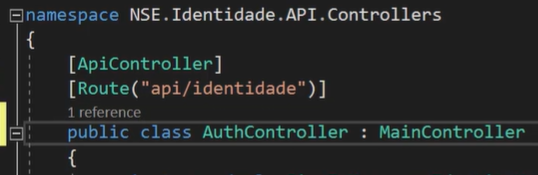 namespace NSE.Identidade.API.Controllers
{
[ApiController]
[Route("api/identidade")]
1 reference
public class AuthController : MainController
{